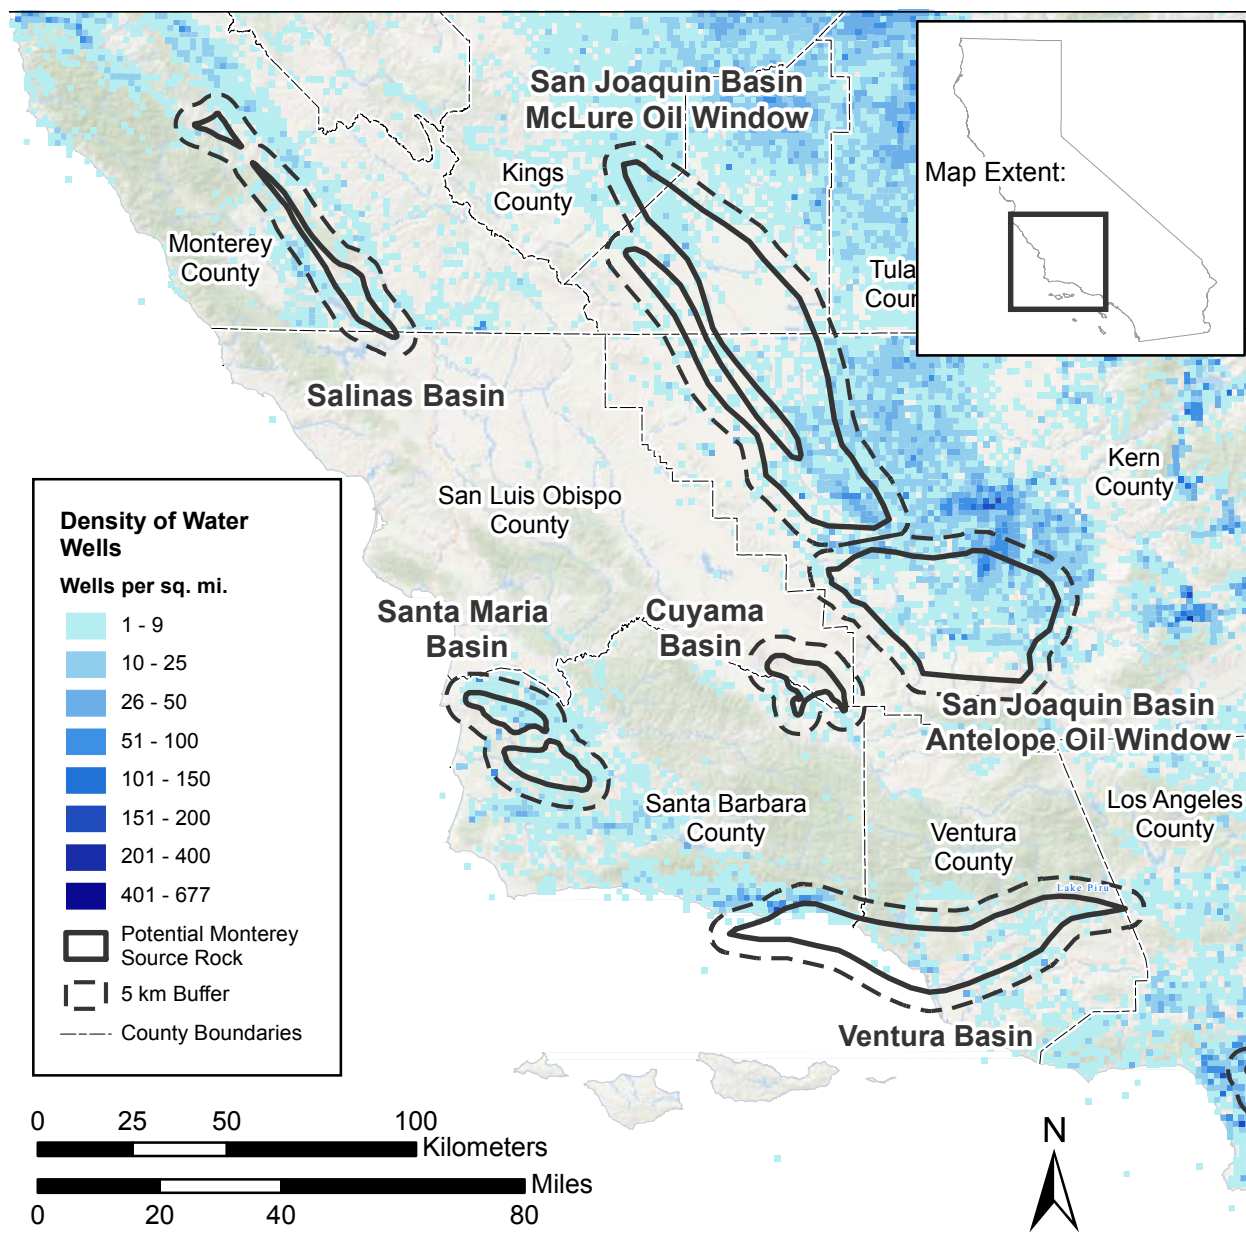 San Joaquin Basin
McLure Oil Window
Kings
County
Map Extent:
Monterey
County
Tula
Cour
Salinas Basin
Kern
County
San Luis Obispo
County
Density of Water
Wells
Wells per sq. mi.
1 - 9
10 - 25
26 - 50
51 - 100
101 - 150
151 - 200
201 - 400
401 - 677
Potential Monterey
Source Rock
5 km Buffer
County Boundaries
Santa Maria
Basin
Cuyama
Basin
San Joaquin Basin
Antelope Oil Window
Santa Barbara
County
Ventura
County
Los Angeles
County
Lake Piru
Ventura Basin
0 25 50 100
Kilometers
Miles
0 20 40 80
N